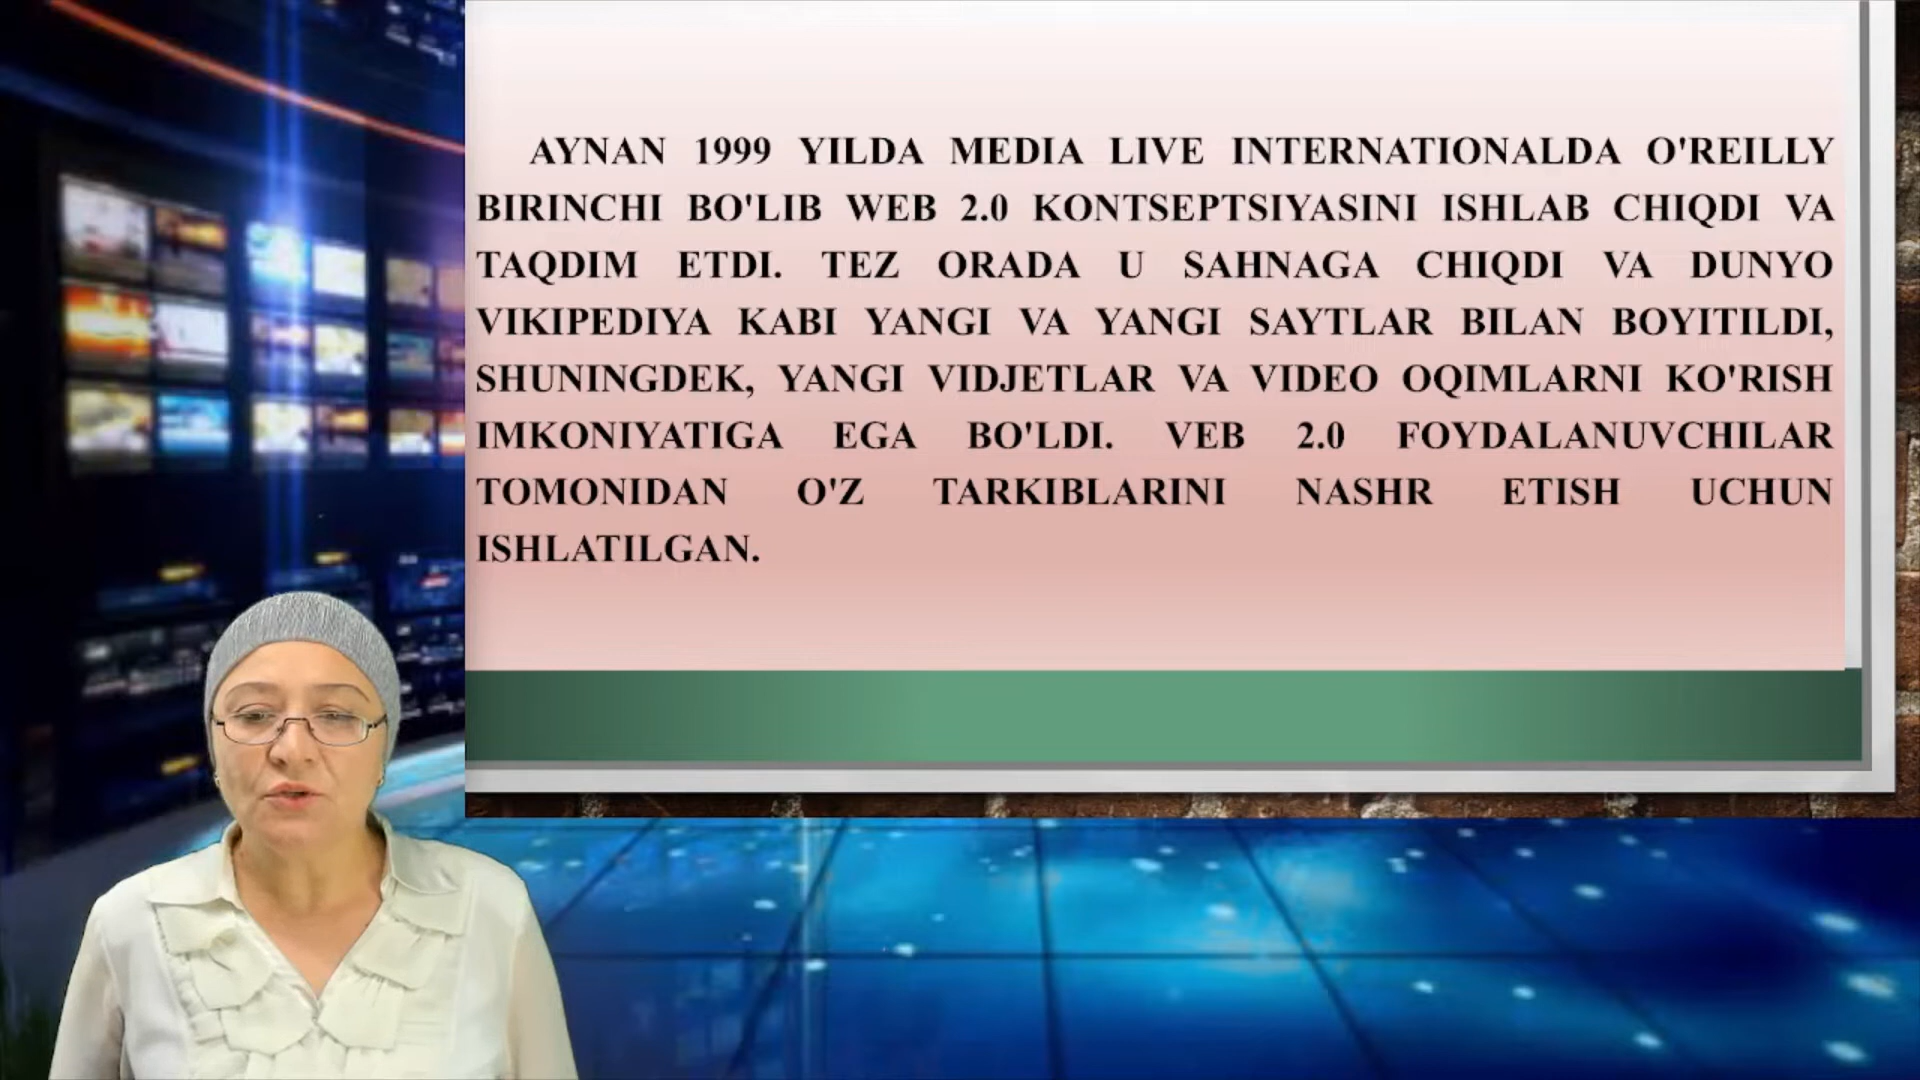 AYNAN 1999 YILDA MEDIA LIVE INTERNATIONALDA O'REILLY
BIRINCHI BO'LIB WEB 2.0 KONTSEPTSIYASINI ISHLAB CHIQDI VA
TAQDIM ETDI. TEZ ORADA U SAHNAGA CHIQDI VA DUNYO
VIKIPEDIYA KABI YANGI VA YANGI SAYTLAR BILAN BOYITILDI,
SHUNINGDEK, YANGI VIDJETLAR VA VIDEO OQIMLARNI KO'RISH
IMKONIYATIGA EGA BO'LDI. VEB 2.0 FOYDALANUVCHILAR
TOMONIDAN O'Z TARKIBLARINI NASHR ETISH UCHUN
ISHLATILGAN.